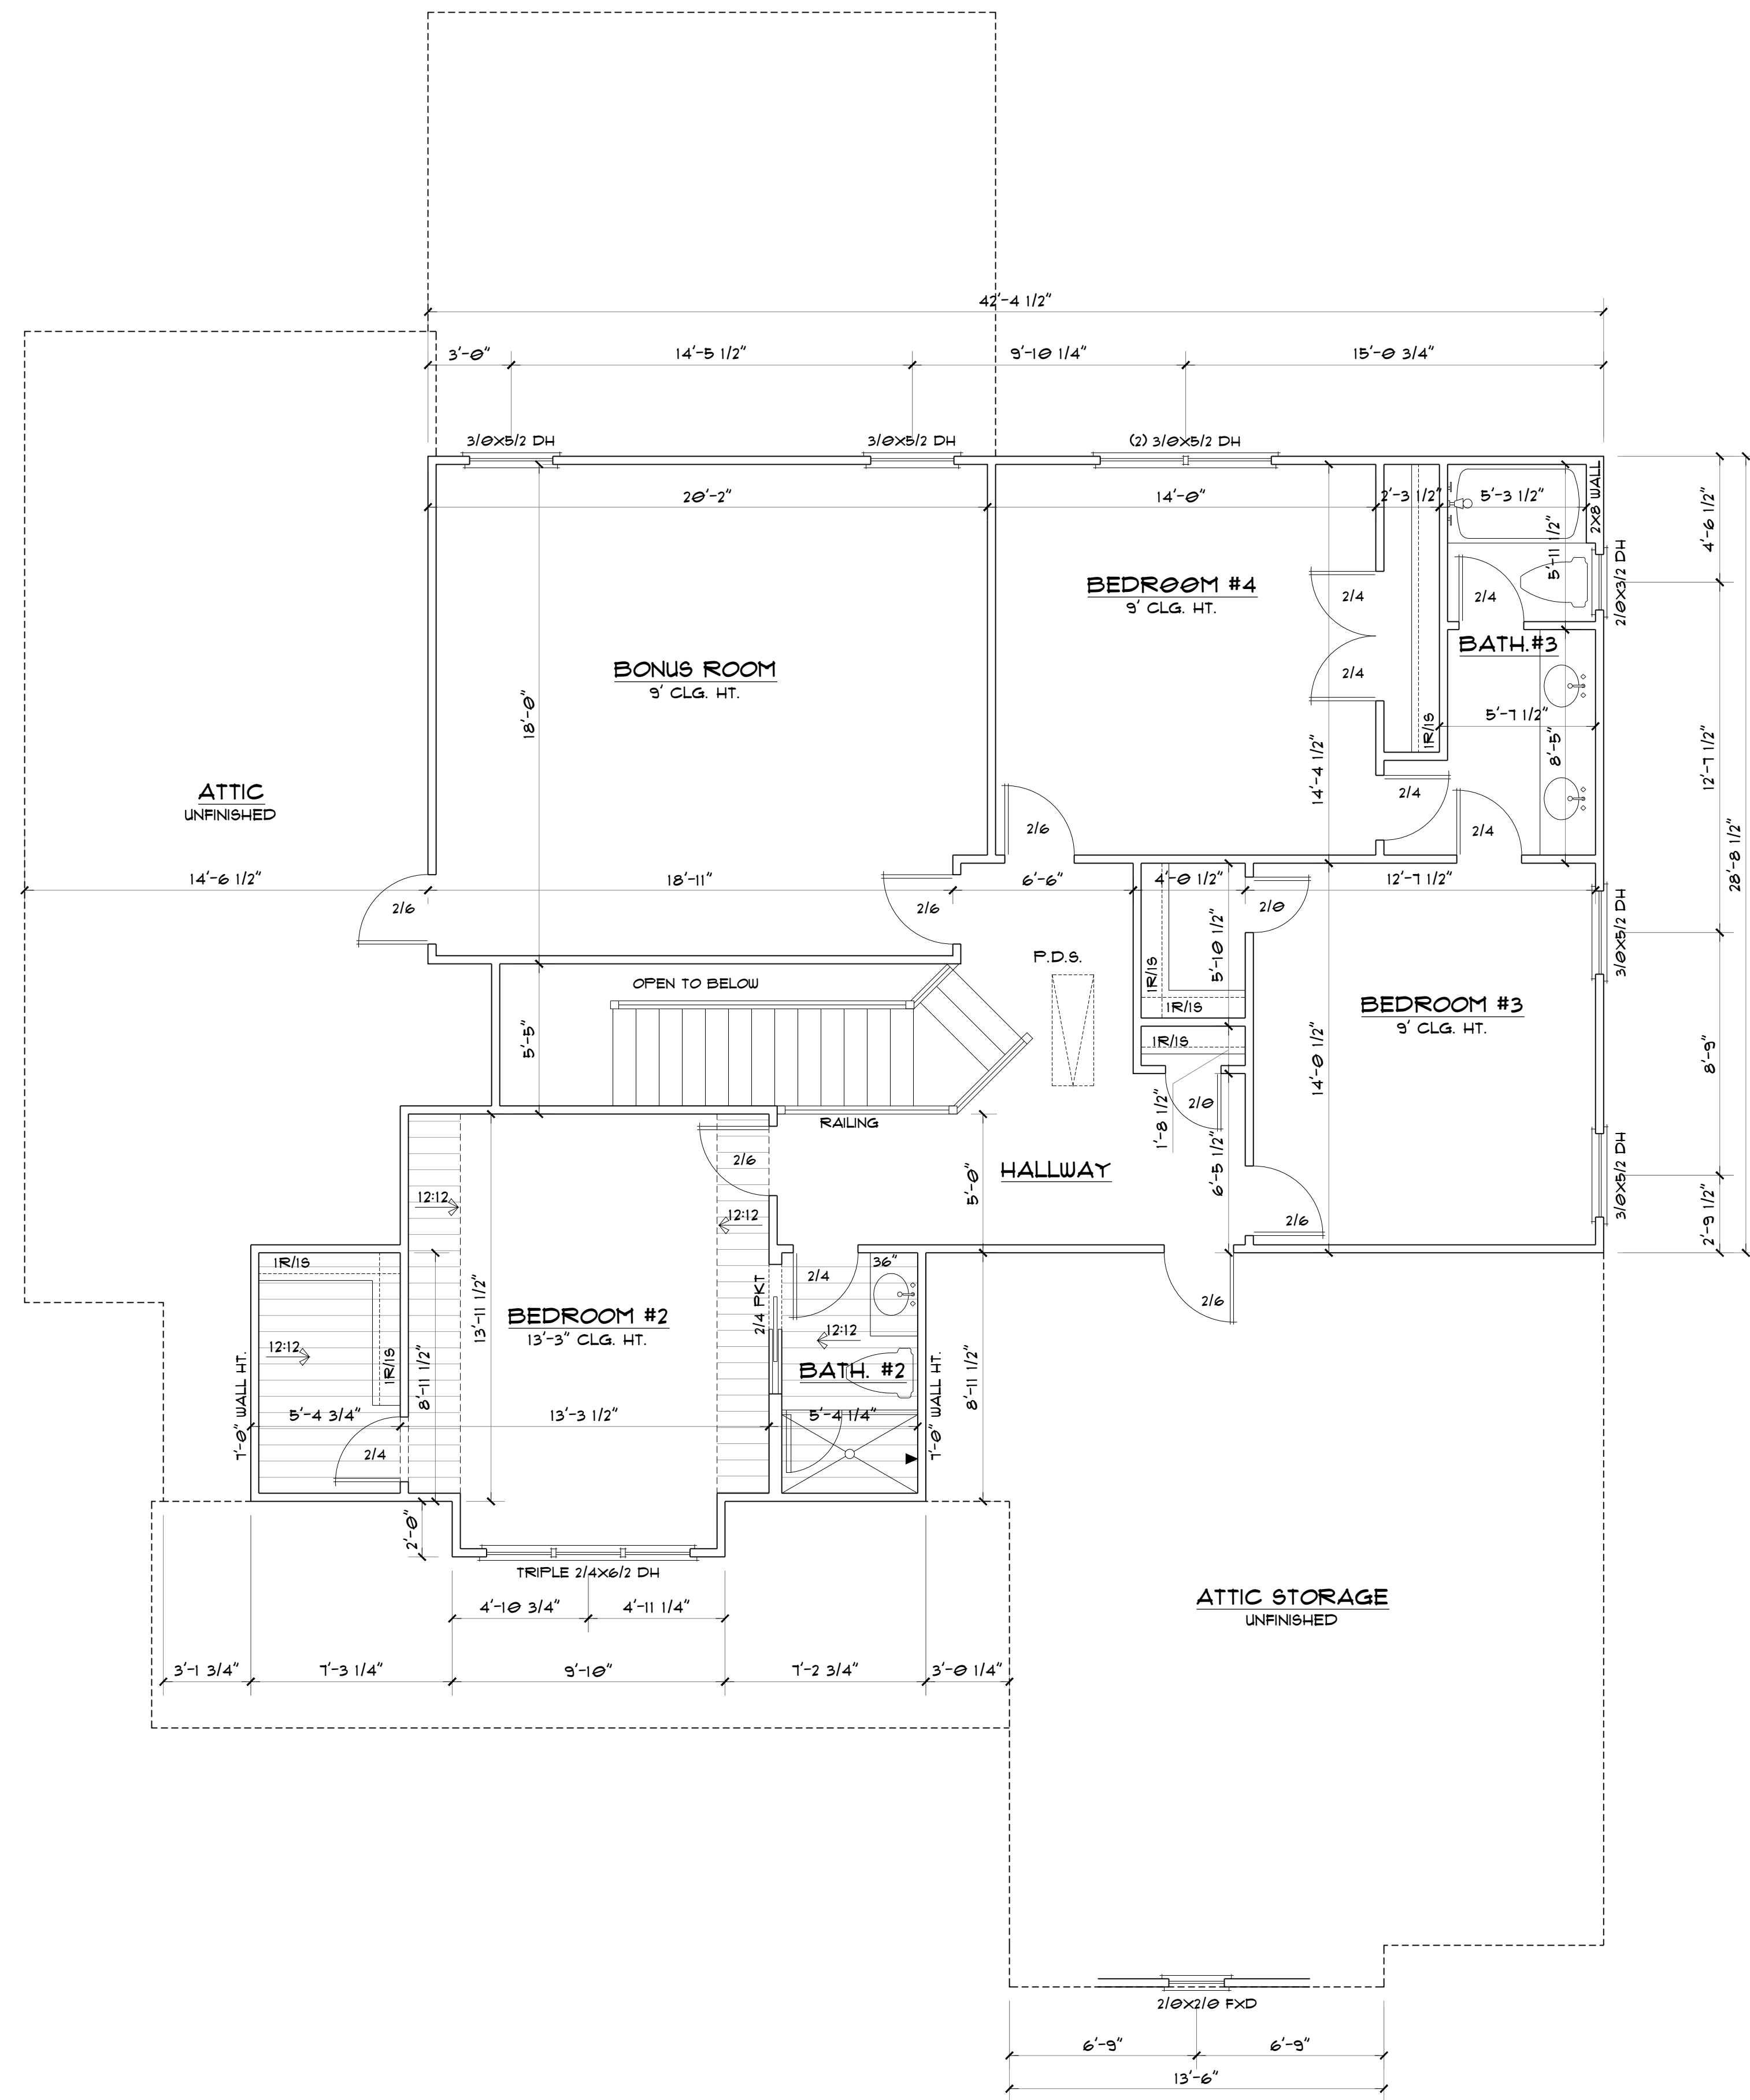 42'-4 1/2"
3'-0"
14'-5 1/2"
9'-10 1/4"
15'-0 3/4"
3/0X5/2 DH
3/0X5/2 DH
(2) 3/0X5/2 DH
20'-2"
14'-0"
2'-3 1/2"
5'-3 1/2"
2X8 WALL
4'-6 1/2"
5'-11 1/2"
2/0X3/2 DH
BEDROOM #4
9' CLG. HT.
2/4
2/4
BATH.#3
2/4
BONUS ROOM
9' CLG. HT.
18'-0"
1R/1S
5'-7 1/2"
8'-5"
14'-4 1/2"
12'-7 1/2"
28'-8 1/2"
ATTIC
UNFINISHED
2/4
2/4
2/6
14'-6 1/2"
18'-11"
6'-6"
4'-0 1/2"
12'-7 1/2"
2/6
2/6
2/0
3/0X5/2 DH
5'-10 1/2"
P.D.S.
1R/1S
1R/1S
OPEN TO BELOW
BEDROOM #3
9' CLG. HT.
5'-5"
1R/1S
14'-0 1/2"
8'-9"
2/0
1'-8 1/2"
RAILING
2/6
5'-0"
HALLWAY
6'-5 1/2"
3/0X5/2 DH
12:12
12:12
2/6
2'-9 1/2"
1R/1S
2/4
36"
2/6
13'-11 1/2"
BEDROOM #2
13'-3" CLG. HT.
2/4 PKT
12:12
12:12
BATH. #2
7'-0" WALL HT.
1R/1S
8'-11 1/2"
7'-0" WALL HT.
8'-11 1/2"
5'-4 3/4"
13'-3 1/2"
5'-4 1/4"
2/4
2'-0"
TRIPLE 2/4X6/2 DH
4'-10 3/4"
4'-11 1/4"
ATTIC STORAGE
UNFINISHED
3'-1 3/4"
7'-3 1/4"
9'-10"
7'-2 3/4"
3'-0 1/4"
2/0X2/0 FXD
6'-9"
6'-9"
13'-6"